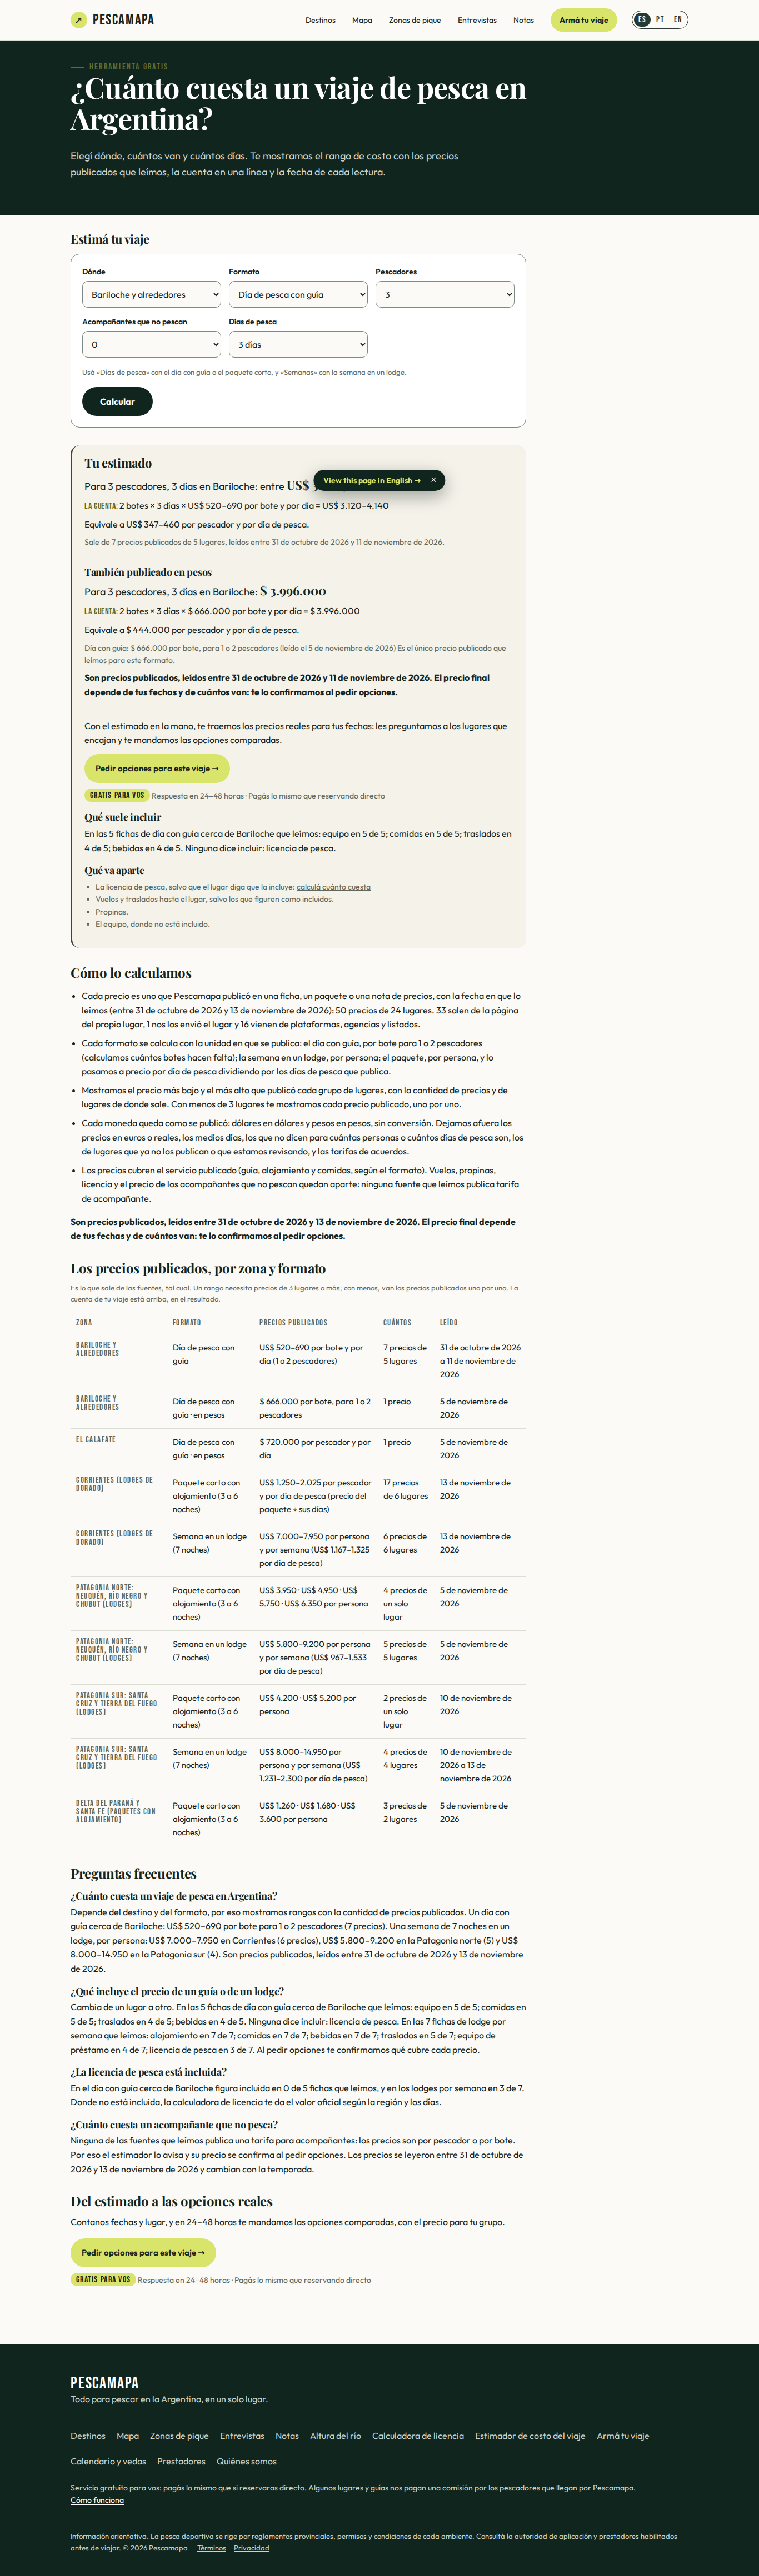 PESCAMAPA
Destinos
Mapa
Zonas de pique
Entrevistas
Notas
Armá tu viaje
ES PT EN
HERRAMIENTA GRATIS
¿Cuánto cuesta un viaje de pesca en
Argentina?
Elegí dónde, cuántos van y cuántos días. Te mostramos el rango de costo con los precios
publicados que leímos, la cuenta en una línea y la fecha de cada lectura.
Estimá tu viaje
Dónde
Formato
Pescadores
Bariloche y alrededores
Día de pesca con guía
3
Acompañantes que no pescan
Días de pesca
0
3 días
Usá «Días de pesca» con el día con guía o el paquete corto, y «Semanas» con la semana en un lodge.
Calcular
Tu estimado
Para 3 pescadores, 3 días en Bariloche: entre US$
View this page in English → ✕
LA CUENTA: 2 botes × 3 días × US$ 520–690 por bote y por día = US$ 3.120–4.140
Equivale a US$ 347–460 por pescador y por día de pesca.
Sale de 7 precios publicados de 5 lugares, leídos entre 31 de octubre de 2026 y 11 de noviembre de 2026.
También publicado en pesos
Para 3 pescadores, 3 días en Bariloche: $ 3.996.000
LA CUENTA: 2 botes × 3 días × $ 666.000 por bote y por día = $ 3.996.000
Equivale a $ 444.000 por pescador y por día de pesca.
Día con guía: $ 666.000 por bote, para 1 o 2 pescadores (leído el 5 de noviembre de 2026) Es el único precio publicado que
leímos para este formato.
Son precios publicados, leídos entre 31 de octubre de 2026 y 11 de noviembre de 2026. El precio final
depende de tus fechas y de cuántos van: te lo confirmamos al pedir opciones.
Con el estimado en la mano, te traemos los precios reales para tus fechas: les preguntamos a los lugares que
encajan y te mandamos las opciones comparadas.
Pedir opciones para este viaje →
GRATIS PARA VOS Respuesta en 24–48 horas · Pagás lo mismo que reservando directo
Qué suele incluir
En las 5 fichas de día con guía cerca de Bariloche que leímos: equipo en 5 de 5; comidas en 5 de 5; traslados en
4 de 5; bebidas en 4 de 5. Ninguna dice incluir: licencia de pesca.
Qué va aparte
• La licencia de pesca, salvo que el lugar diga que la incluye: calculá cuánto cuesta
• Vuelos y traslados hasta el lugar, salvo los que figuren como incluidos.
• Propinas.
• El equipo, donde no está incluido.
Cómo lo calculamos
• Cada precio es uno que Pescamapa publicó en una ficha, un paquete o una nota de precios, con la fecha en que lo
leímos (entre 31 de octubre de 2026 y 13 de noviembre de 2026): 50 precios de 24 lugares. 33 salen de la página
del propio lugar, 1 nos los envió el lugar y 16 vienen de plataformas, agencias y listados.
• Cada formato se calcula con la unidad en que se publica: el día con guía, por bote para 1 o 2 pescadores
(calculamos cuántos botes hacen falta); la semana en un lodge, por persona; el paquete, por persona, y lo
pasamos a precio por día de pesca dividiendo por los días de pesca que publica.
• Mostramos el precio más bajo y el más alto que publicó cada grupo de lugares, con la cantidad de precios y de
lugares de donde sale. Con menos de 3 lugares te mostramos cada precio publicado, uno por uno.
• Cada moneda queda como se publicó: dólares en dólares y pesos en pesos, sin conversión. Dejamos afuera los
precios en euros o reales, los medios días, los que no dicen para cuántas personas o cuántos días de pesca son, los
de lugares que ya no los publican o que estamos revisando, y las tarifas de acuerdos.
• Los precios cubren el servicio publicado (guía, alojamiento y comidas, según el formato). Vuelos, propinas,
licencia y el precio de los acompañantes que no pescan quedan aparte: ninguna fuente que leímos publica tarifa
de acompañante.
Son precios publicados, leídos entre 31 de octubre de 2026 y 13 de noviembre de 2026. El precio final depende
de tus fechas y de cuántos van: te lo confirmamos al pedir opciones.
Los precios publicados, por zona y formato
Es lo que sale de las fuentes, tal cual. Un rango necesita precios de 3 lugares o más; con menos, van los precios publicados uno por uno. La
cuenta de tu viaje está arriba, en el resultado.
ZONA FORMATO PRECIOS PUBLICADOS CUÁNTOS LEÍDO
BARILOCHE Y
ALREDEDORES
Día de pesca con
guía
US$ 520–690 por bote y por
día (1 o 2 pescadores)
7 precios de
5 lugares
31 de octubre de 2026
a 11 de noviembre de
2026
BARILOCHE Y
ALREDEDORES
Día de pesca con
guía · en pesos
$ 666.000 por bote, para 1 o 2
pescadores
1 precio
5 de noviembre de
2026
EL CALAFATE
Día de pesca con
guía · en pesos
$ 720.000 por pescador y por
día
1 precio
5 de noviembre de
2026
CORRIENTES (LODGES DE
DORADO)
Paquete corto con
alojamiento (3 a 6
noches)
US$ 1.250–2.025 por pescador
y por día de pesca (precio del
paquete ÷ sus días)
17 precios
de 6 lugares
13 de noviembre de
2026
CORRIENTES (LODGES DE
DORADO)
Semana en un lodge
(7 noches)
US$ 7.000–7.950 por persona
y por semana (US$ 1.167–1.325
por día de pesca)
6 precios de
6 lugares
13 de noviembre de
2026
PATAGONIA NORTE:
NEUQUÉN, RÍO NEGRO Y
CHUBUT (LODGES)
Paquete corto con
alojamiento (3 a 6
noches)
US$ 3.950 · US$ 4.950 · US$
5.750 · US$ 6.350 por persona
4 precios de
un solo
lugar
5 de noviembre de
2026
PATAGONIA NORTE:
NEUQUÉN, RÍO NEGRO Y
CHUBUT (LODGES)
Semana en un lodge
(7 noches)
US$ 5.800–9.200 por persona
y por semana (US$ 967–1.533
por día de pesca)
5 precios de
5 lugares
5 de noviembre de
2026
PATAGONIA SUR: SANTA
CRUZ Y TIERRA DEL FUEGO
(LODGES)
Paquete corto con
alojamiento (3 a 6
noches)
US$ 4.200 · US$ 5.200 por
persona
2 precios de
un solo
lugar
10 de noviembre de
2026
PATAGONIA SUR: SANTA
CRUZ Y TIERRA DEL FUEGO
(LODGES)
Semana en un lodge
(7 noches)
US$ 8.000–14.950 por
persona y por semana (US$
1.231–2.300 por día de pesca)
4 precios de
4 lugares
10 de noviembre de
2026 a 13 de
noviembre de 2026
DELTA DEL PARANÁ Y
SANTA FE (PAQUETES CON
ALOJAMIENTO)
Paquete corto con
alojamiento (3 a 6
noches)
US$ 1.260 · US$ 1.680 · US$
3.600 por persona
3 precios de
2 lugares
5 de noviembre de
2026
Preguntas frecuentes
¿Cuánto cuesta un viaje de pesca en Argentina?
Depende del destino y del formato, por eso mostramos rangos con la cantidad de precios publicados. Un día con
guía cerca de Bariloche: US$ 520–690 por bote para 1 o 2 pescadores (7 precios). Una semana de 7 noches en un
lodge, por persona: US$ 7.000–7.950 en Corrientes (6 precios), US$ 5.800–9.200 en la Patagonia norte (5) y US$
8.000–14.950 en la Patagonia sur (4). Son precios publicados, leídos entre 31 de octubre de 2026 y 13 de noviembre
de 2026.
¿Qué incluye el precio de un guía o de un lodge?
Cambia de un lugar a otro. En las 5 fichas de día con guía cerca de Bariloche que leímos: equipo en 5 de 5; comidas en
5 de 5; traslados en 4 de 5; bebidas en 4 de 5. Ninguna dice incluir: licencia de pesca. En las 7 fichas de lodge por
semana que leímos: alojamiento en 7 de 7; comidas en 7 de 7; bebidas en 7 de 7; traslados en 5 de 7; equipo de
préstamo en 4 de 7; licencia de pesca en 3 de 7. Al pedir opciones te confirmamos qué cubre cada precio.
¿La licencia de pesca está incluida?
En el día con guía cerca de Bariloche figura incluida en 0 de 5 fichas que leímos, y en los lodges por semana en 3 de 7.
Donde no está incluida, la calculadora de licencia te da el valor oficial según la región y los días.
¿Cuánto cuesta un acompañante que no pesca?
Ninguna de las fuentes que leímos publica una tarifa para acompañantes: los precios son por pescador o por bote.
Por eso el estimador lo avisa y su precio se confirma al pedir opciones. Los precios se leyeron entre 31 de octubre de
2026 y 13 de noviembre de 2026 y cambian con la temporada.
Del estimado a las opciones reales
Contanos fechas y lugar, y en 24–48 horas te mandamos las opciones comparadas, con el precio para tu grupo.
Pedir opciones para este viaje →
GRATIS PARA VOS Respuesta en 24–48 horas · Pagás lo mismo que reservando directo
PESCAMAPA
Todo para pescar en la Argentina, en un solo lugar.
Destinos Mapa Zonas de pique Entrevistas Notas Altura del río Calculadora de licencia Estimador de costo del viaje Armá tu viaje
Calendario y vedas Prestadores Quiénes somos
Servicio gratuito para vos: pagás lo mismo que si reservaras directo. Algunos lugares y guías nos pagan una comisión por los pescadores que llegan por Pescamapa.
Cómo funciona
Información orientativa. La pesca deportiva se rige por reglamentos provinciales, permisos y condiciones de cada ambiente. Consultá la autoridad de aplicación y prestadores habilitados
antes de viajar. © 2026 Pescamapa Términos Privacidad